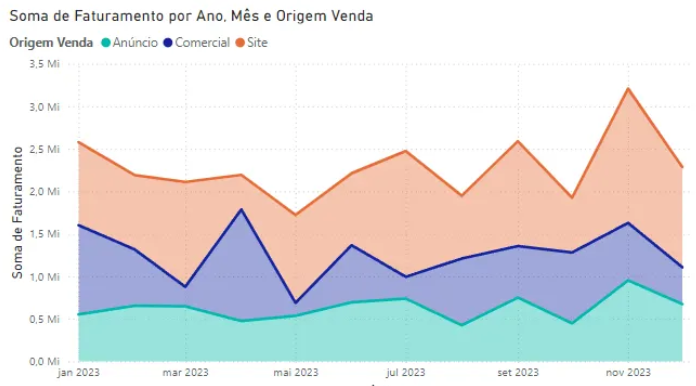 Soma de Faturamento por Ano, Mês e Origem Venda
Origem Venda Anúncio Comercial Site
3,5 Mi
3,0 Mi
2,5 Mi
2,0 Mi
1,5 Mi
1,0 Mi
0,5 Mi
0,0 Mi
Soma de Faturamento
jan 2023 mar 2023 mai 2023 jul 2023 set 2023 nov 2023